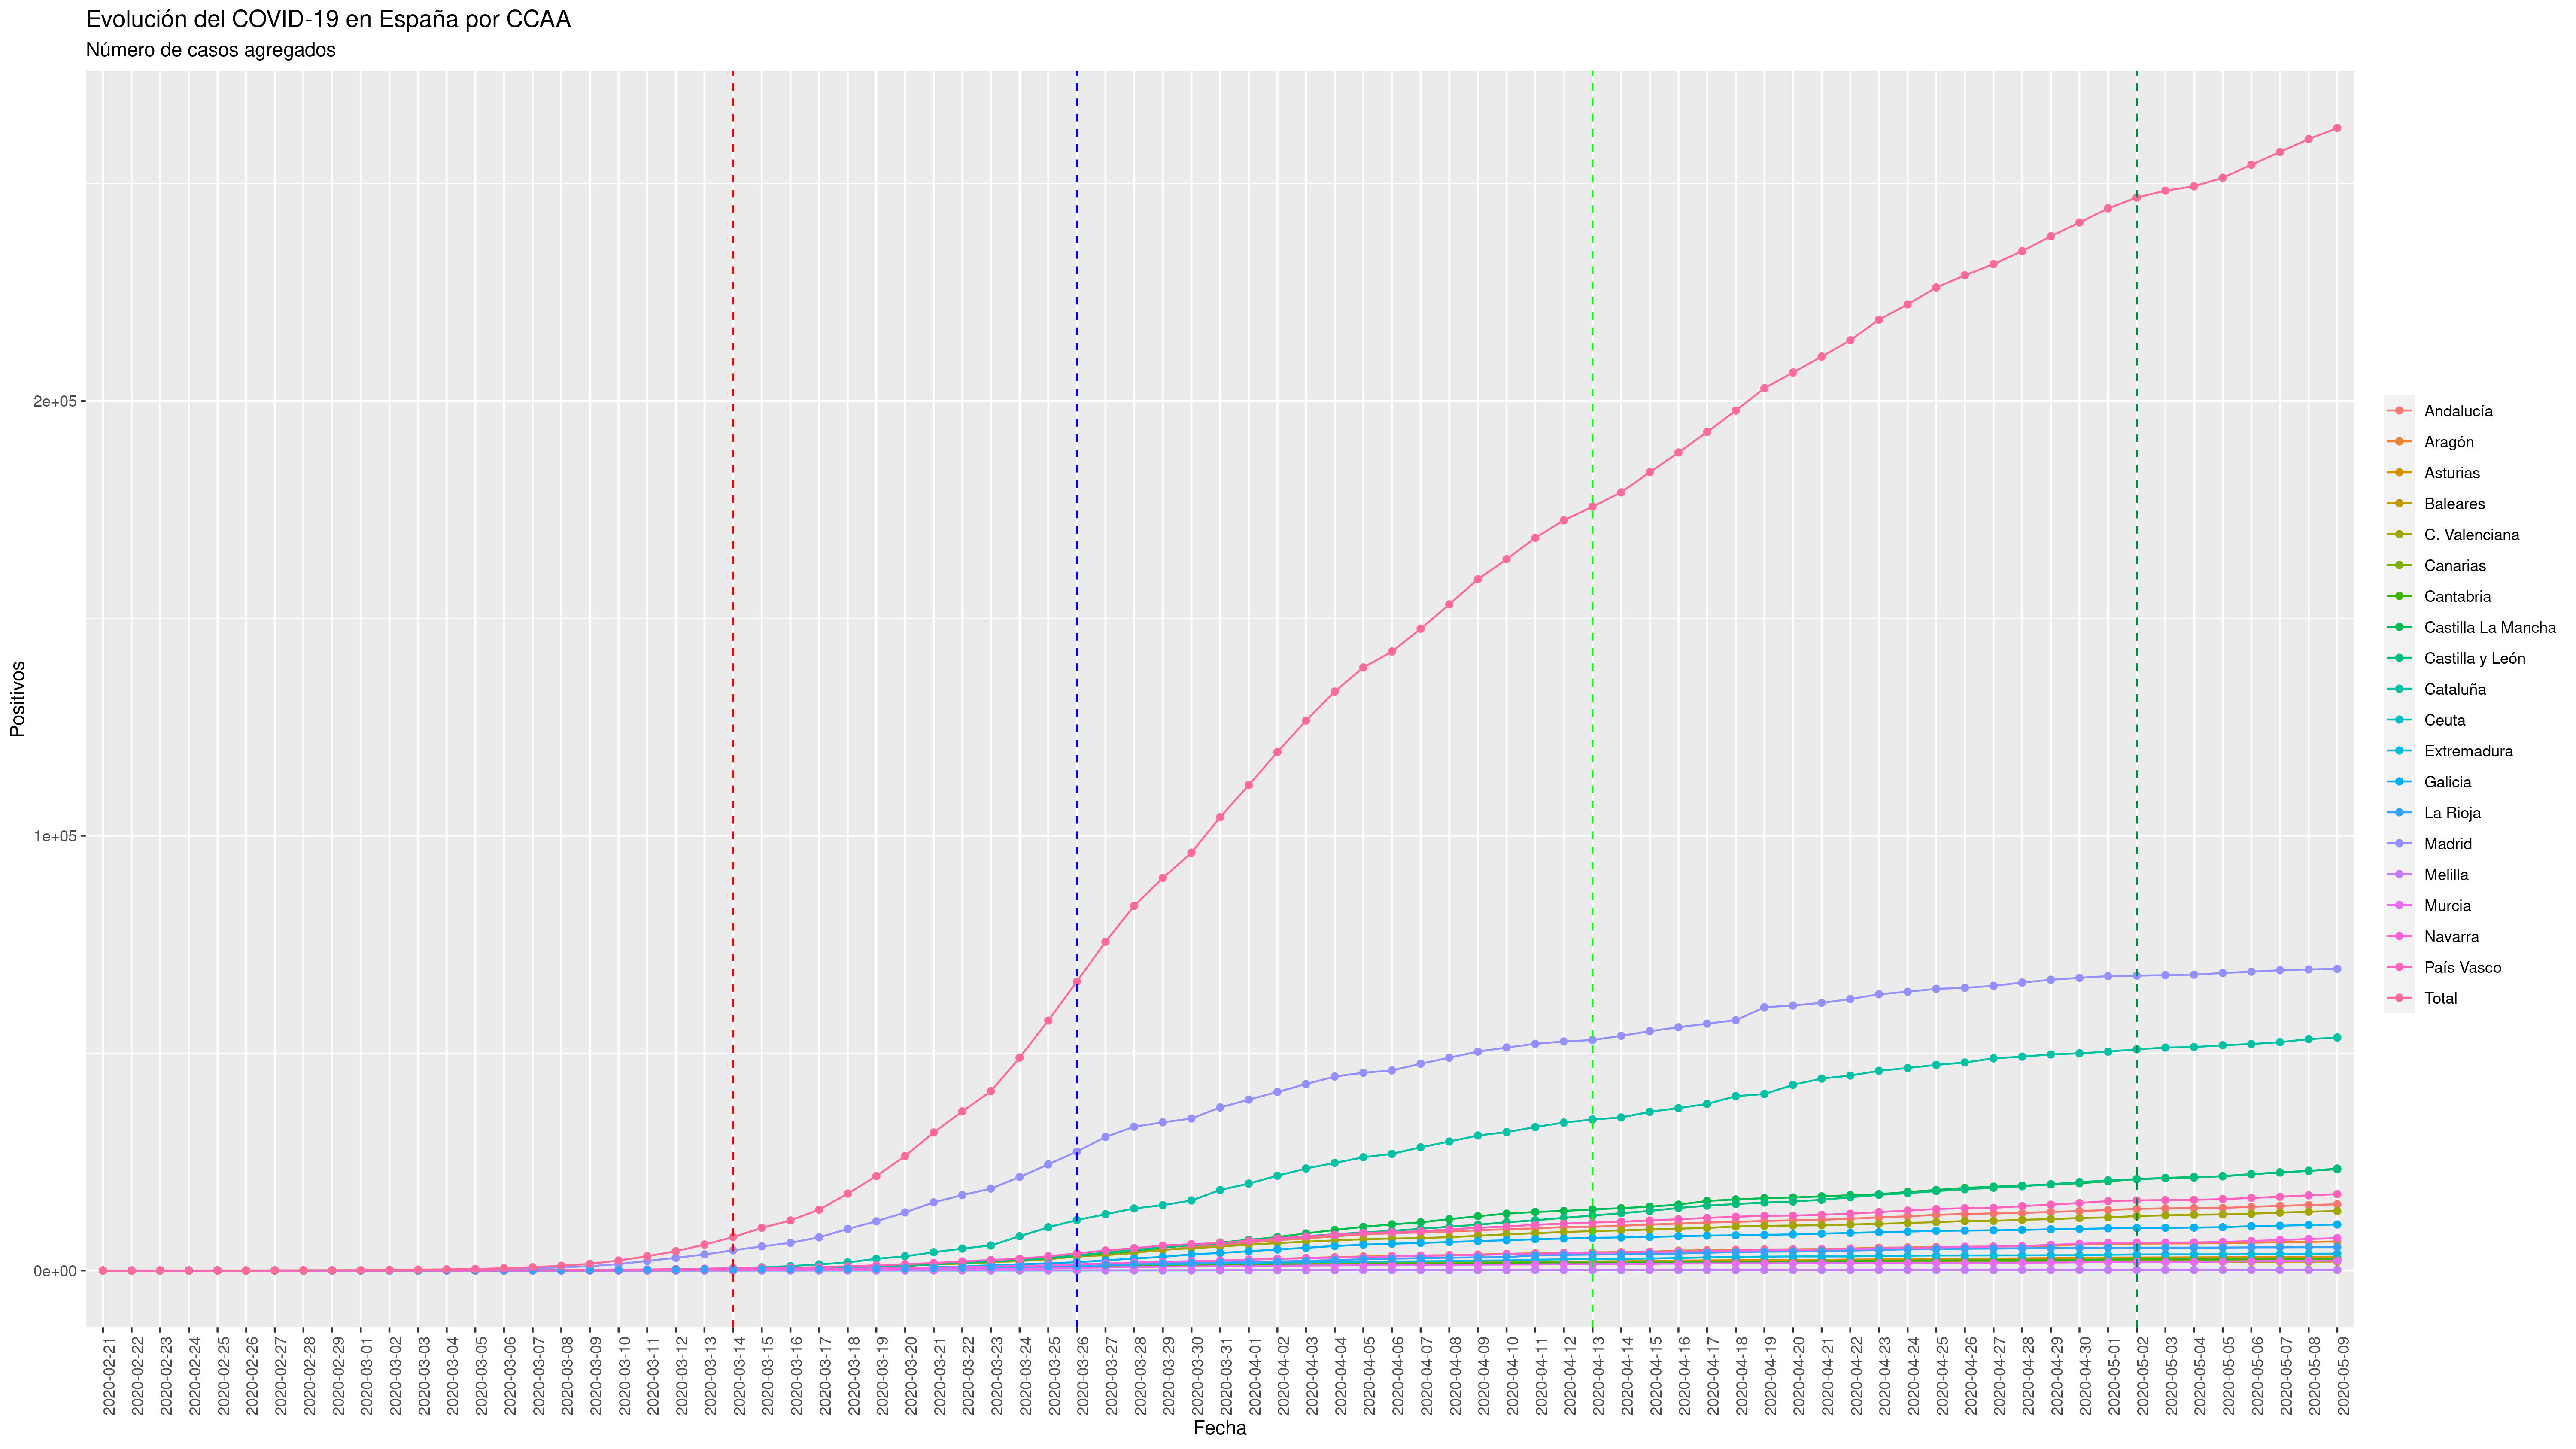 Evolución del COVID-19 en España por CCAA
Número de casos agregados
Positivos
2e+05
1e+05
0e+00
2020-02-21
2020-02-22
2020-02-23
2020-02-24
2020-02-25
2020-02-26
2020-02-27
2020-02-28
2020-02-29
2020-03-01
2020-03-02
2020-03-03
2020-03-04
2020-03-05
2020-03-06
2020-03-07
2020-03-08
2020-03-09
2020-03-10
2020-03-11
2020-03-12
2020-03-13
2020-03-14
2020-03-15
2020-03-16
2020-03-17
2020-03-18
2020-03-19
2020-03-20
2020-03-21
2020-03-22
2020-03-23
2020-03-24
2020-03-25
2020-03-26
2020-03-27
2020-03-28
2020-03-29
2020-03-30
2020-03-31
2020-04-01
2020-04-02
2020-04-03
2020-04-04
2020-04-05
2020-04-06
2020-04-07
2020-04-08
2020-04-09
2020-04-10
2020-04-11
2020-04-12
2020-04-13
2020-04-14
2020-04-15
2020-04-16
2020-04-17
2020-04-18
2020-04-19
2020-04-20
2020-04-21
2020-04-22
2020-04-23
2020-04-24
2020-04-25
2020-04-26
2020-04-27
2020-04-28
2020-04-29
2020-04-30
2020-05-01
2020-05-02
2020-05-03
2020-05-04
2020-05-05
2020-05-06
2020-05-07
2020-05-08
2020-05-09
Fecha
Andalucía
Aragón
Asturias
Baleares
C. Valenciana
Canarias
Cantabria
Castilla La Mancha
Castilla y León
Cataluña
Ceuta
Extremadura
Galicia
La Rioja
Madrid
Melilla
Murcia
Navarra
País Vasco
Total